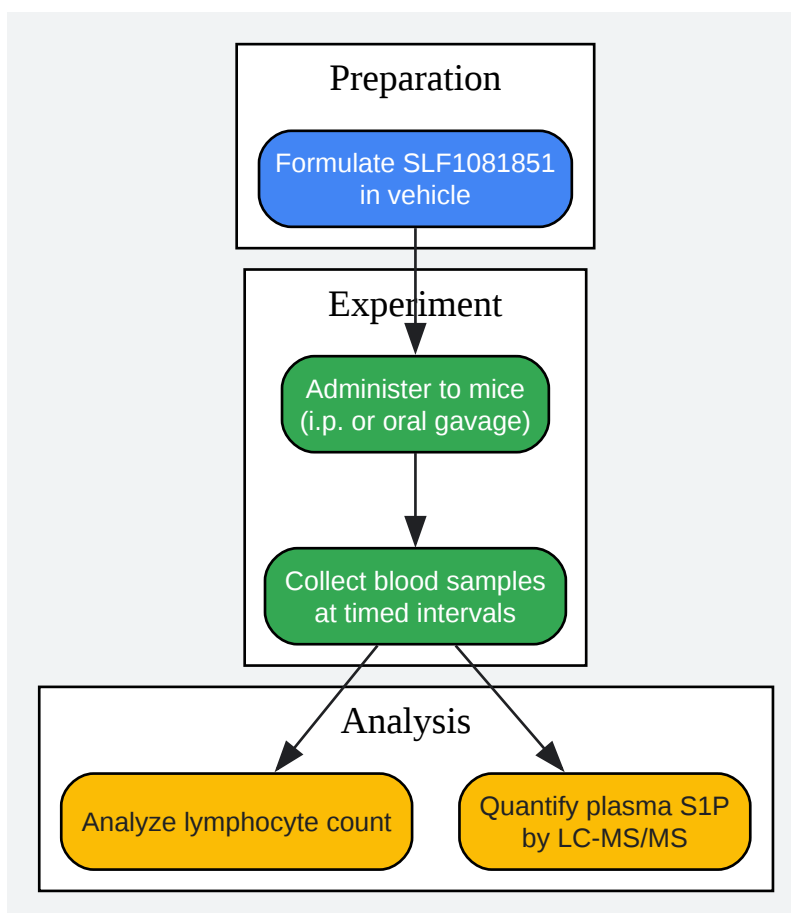 Preparation
Formulate SLF1081851
in vehicle
Experiment
Administer to mice
(i.p. or oral gavage)
Collect blood samples
at timed intervals
Analysis
Analyze lymphocyte count
Quantify plasma S1P
by LC-MS/MS